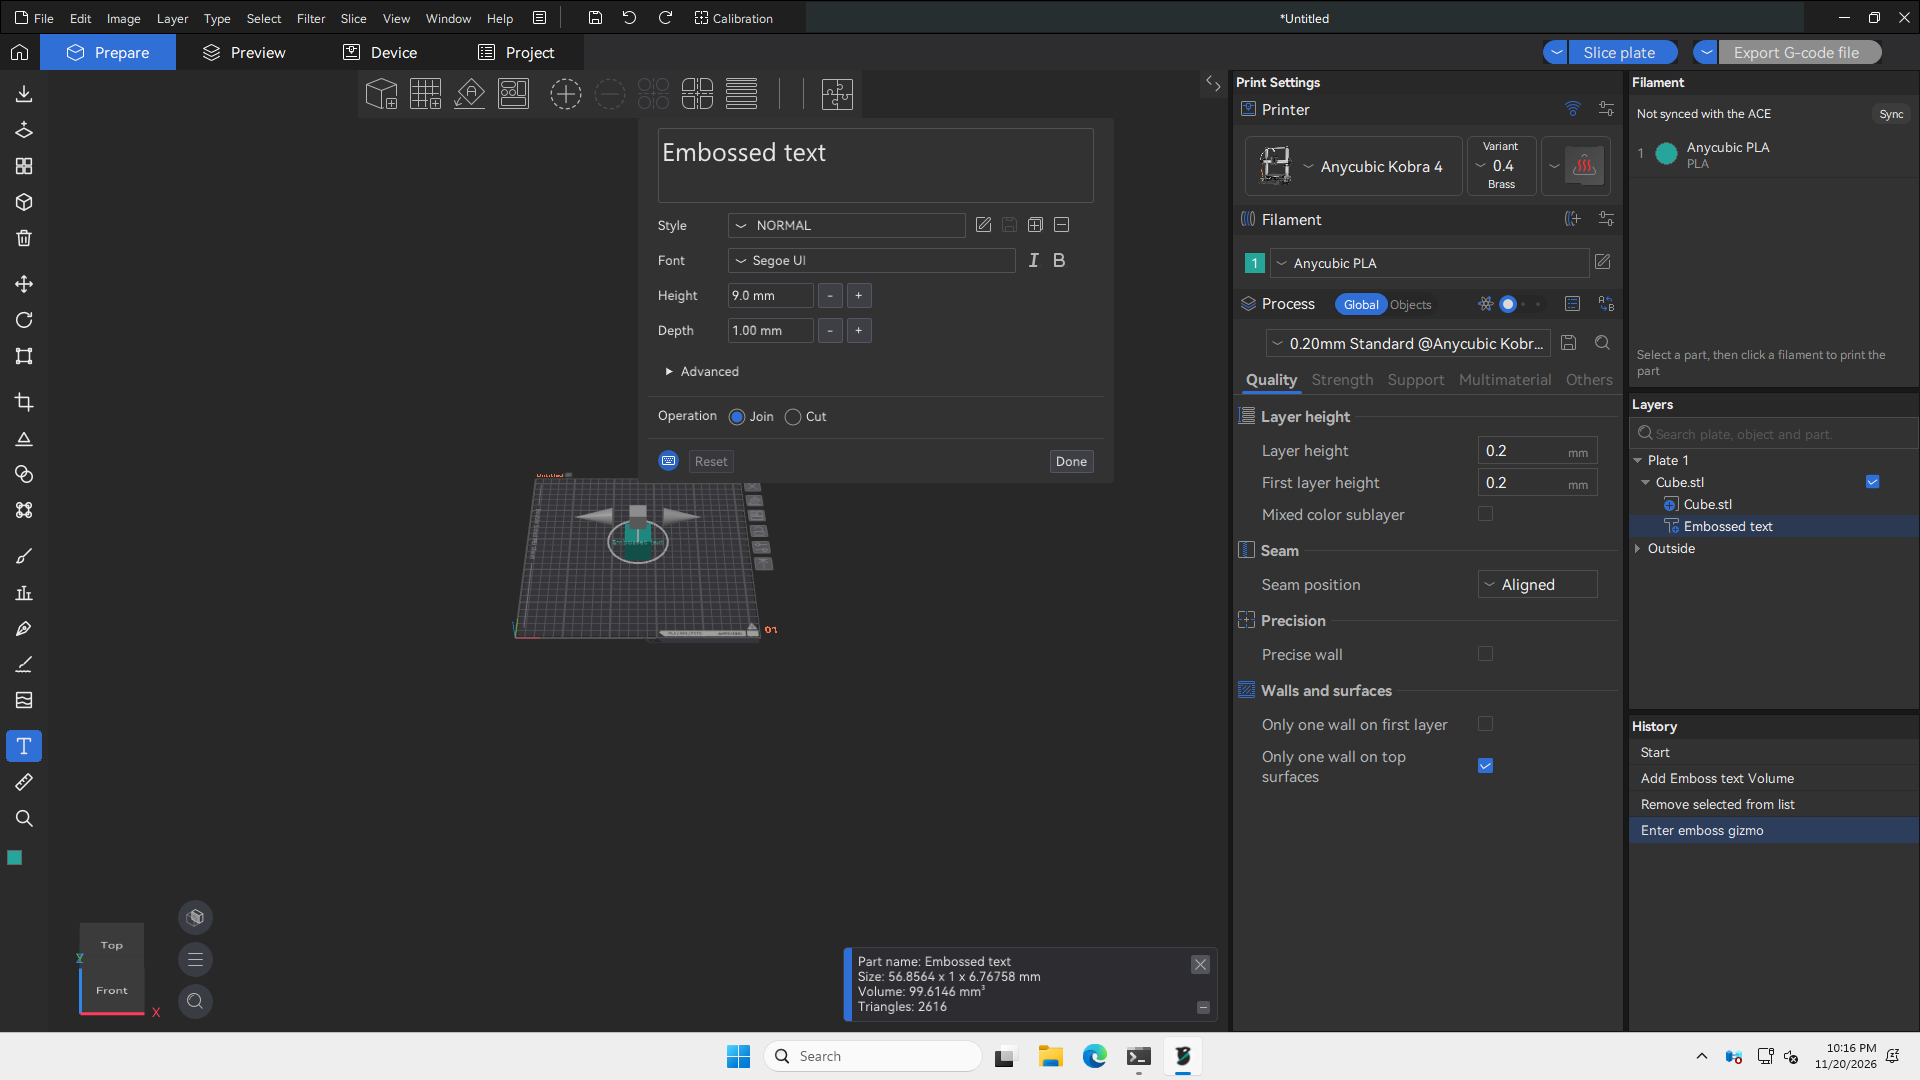 File Edit Image Layer Type Select Filter Slice View Window Help Calibration *Untitled
Prepare Preview Device Project Slice plate Export G-code file
Embossed text
Style NORMAL
Font Segoe UI I B
Height 9.0 mm - +
Depth 1.00 mm - +
Advanced
Operation Join Cut
Reset Done
Untitled
01
Top
Front
Y
X
Part name: Embossed text
Size: 56.8564 x 1 x 6.76758 mm
Volume: 99.6146 mm³
Triangles: 2616
Print Settings
Printer
Anycubic Kobra 4
Variant
0.4
Brass
Filament
1 Anycubic PLA
Process Global Objects
0.20mm Standard @Anycubic Kobr...
Quality Strength Support Multimaterial Others
Layer height
Layer height 0.2 mm
First layer height 0.2 mm
Mixed color sublayer
Seam
Seam position Aligned
Precision
Precise wall
Walls and surfaces
Only one wall on first layer
Only one wall on top
surfaces
Filament
Not synced with the ACE Sync
1 Anycubic PLA
PLA
Select a part, then click a filament to print the
part
Layers
Search plate, object and part.
Plate 1
Cube.stl
Cube.stl
Embossed text
Outside
History
Start
Add Emboss text Volume
Remove selected from list
Enter emboss gizmo
Search
10:16 PM
11/20/2026